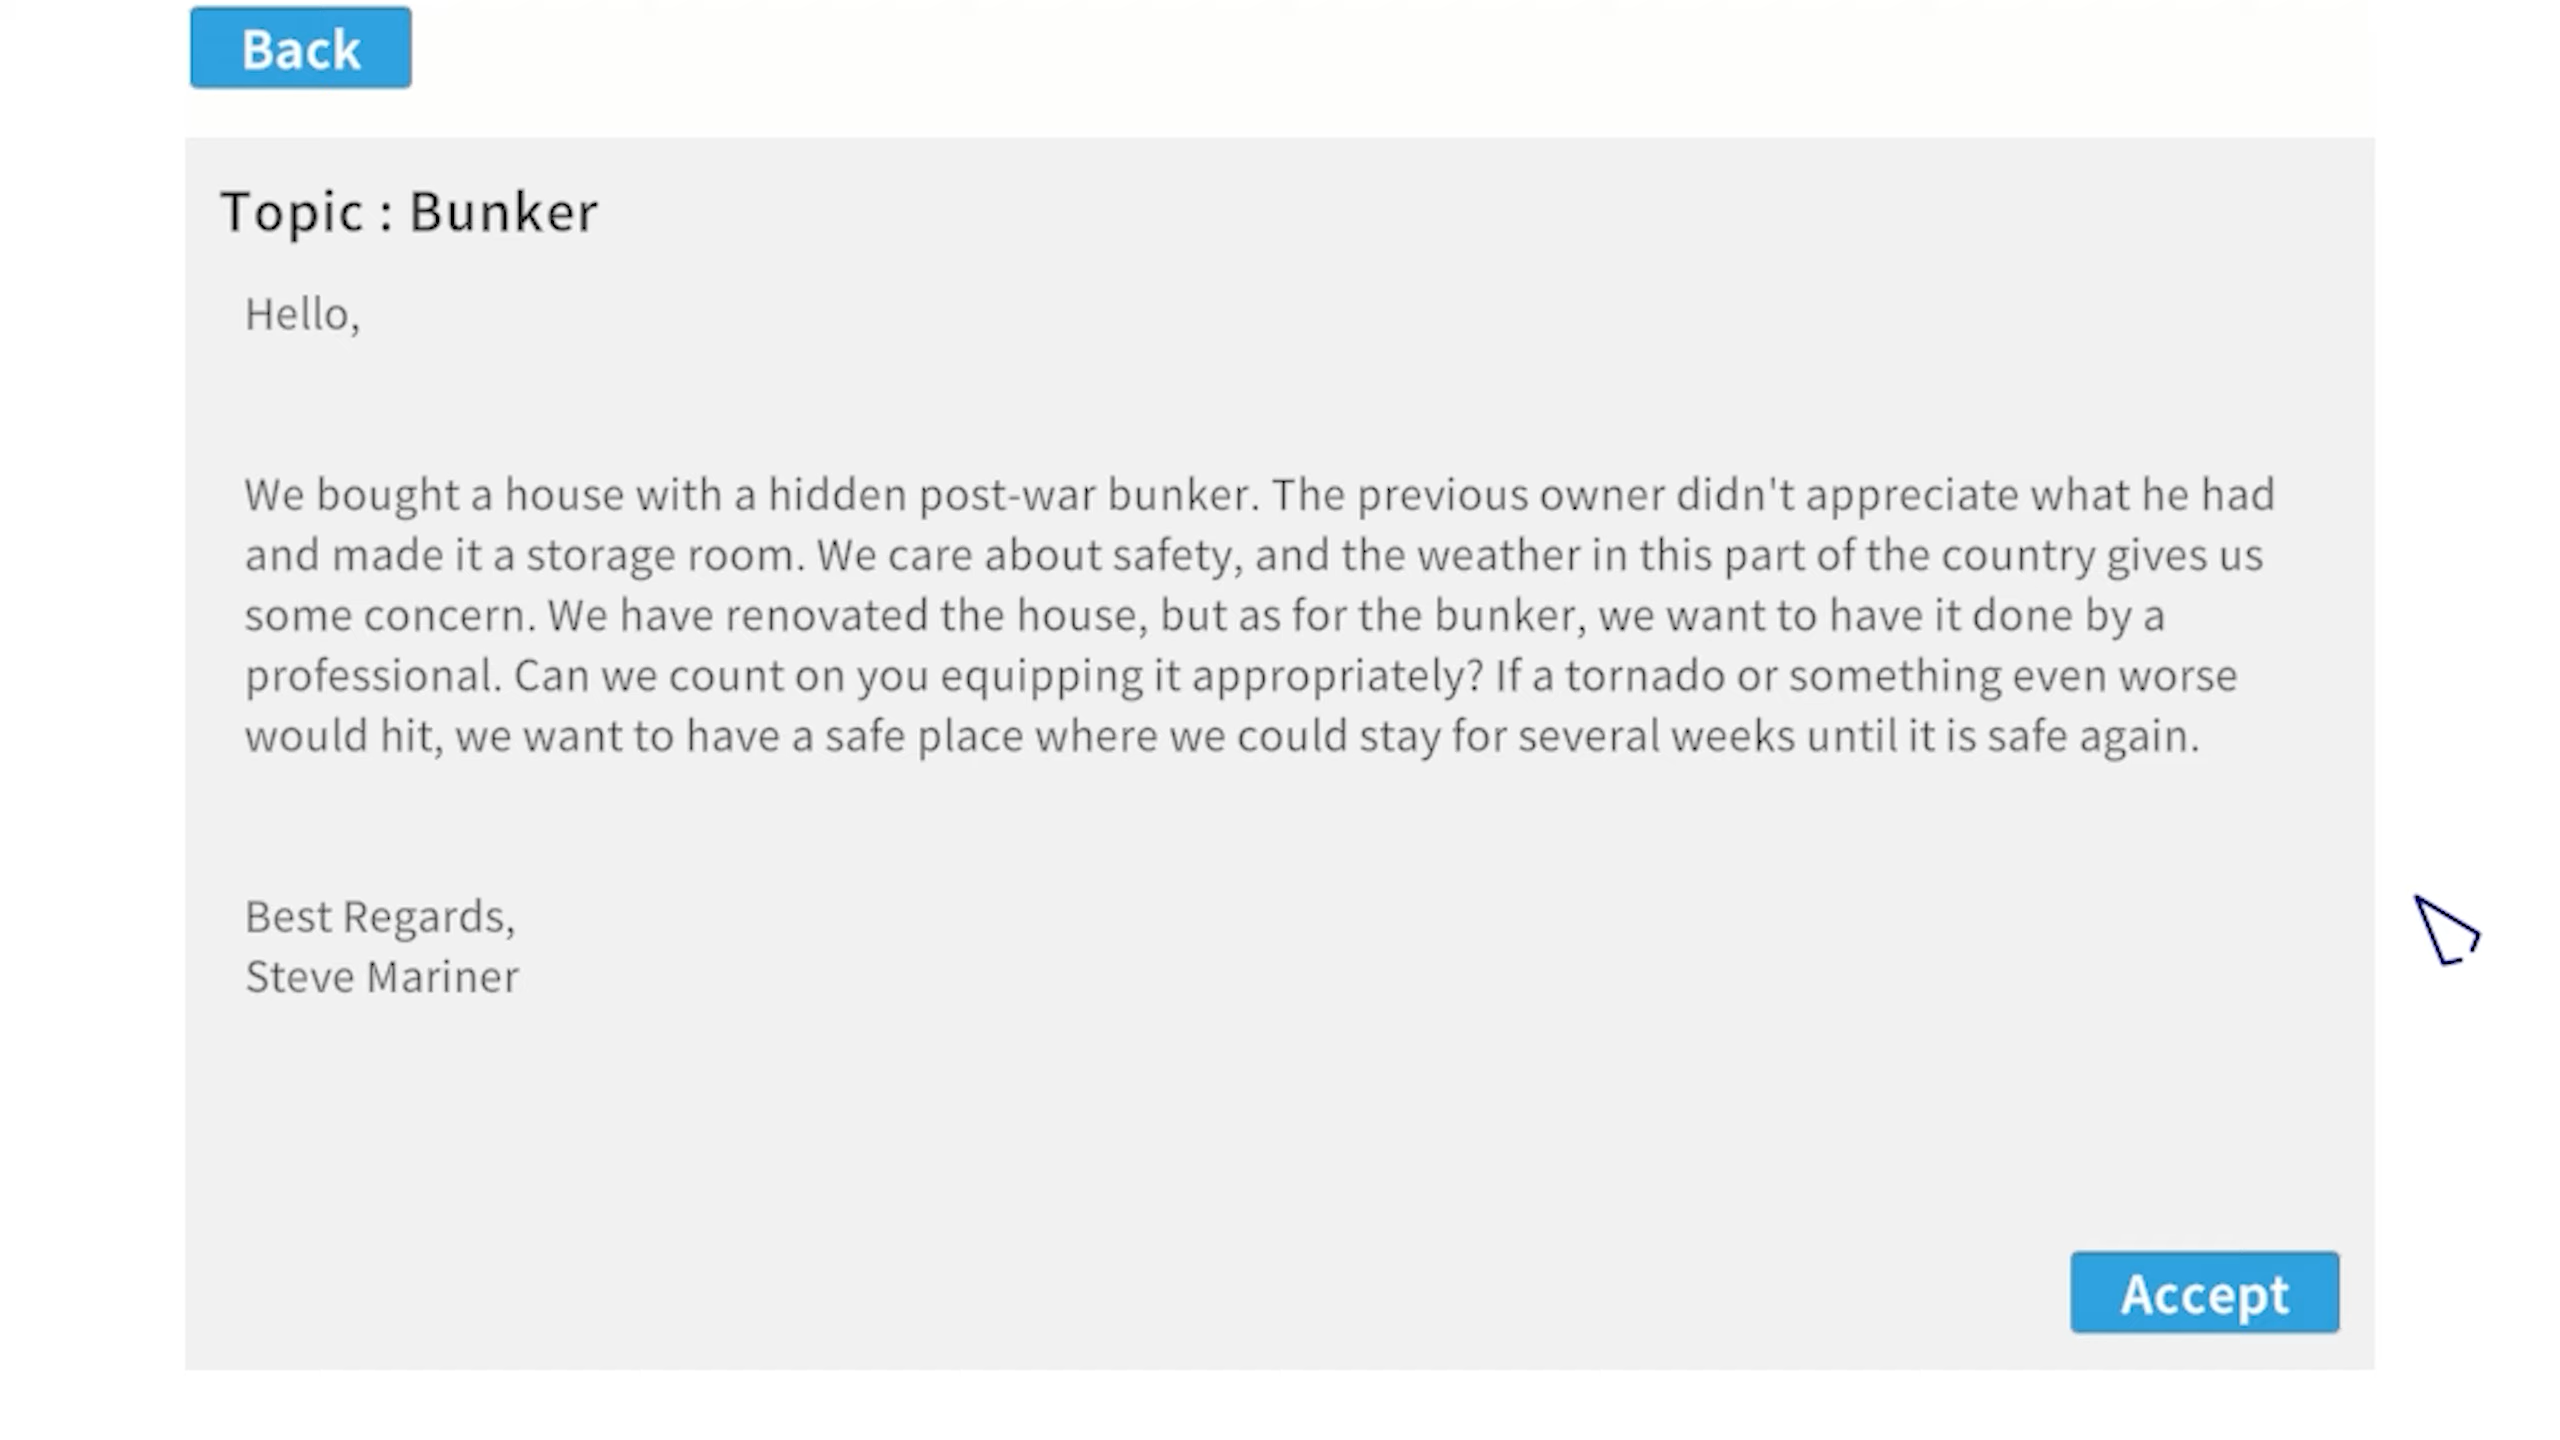 Back
Topic : Bunker
Hello,
We bought a house with a hidden post-war bunker. The previous owner didn't appreciate what he had
and made it a storage room. We care about safety, and the weather in this part of the country gives us
some concern. We have renovated the house, but as for the bunker, we want to have it done by a
professional. Can we count on you equipping it appropriately? If a tornado or something even worse
would hit, we want to have a safe place where we could stay for several weeks until it is safe again.
Best Regards,
Steve Mariner
Accept